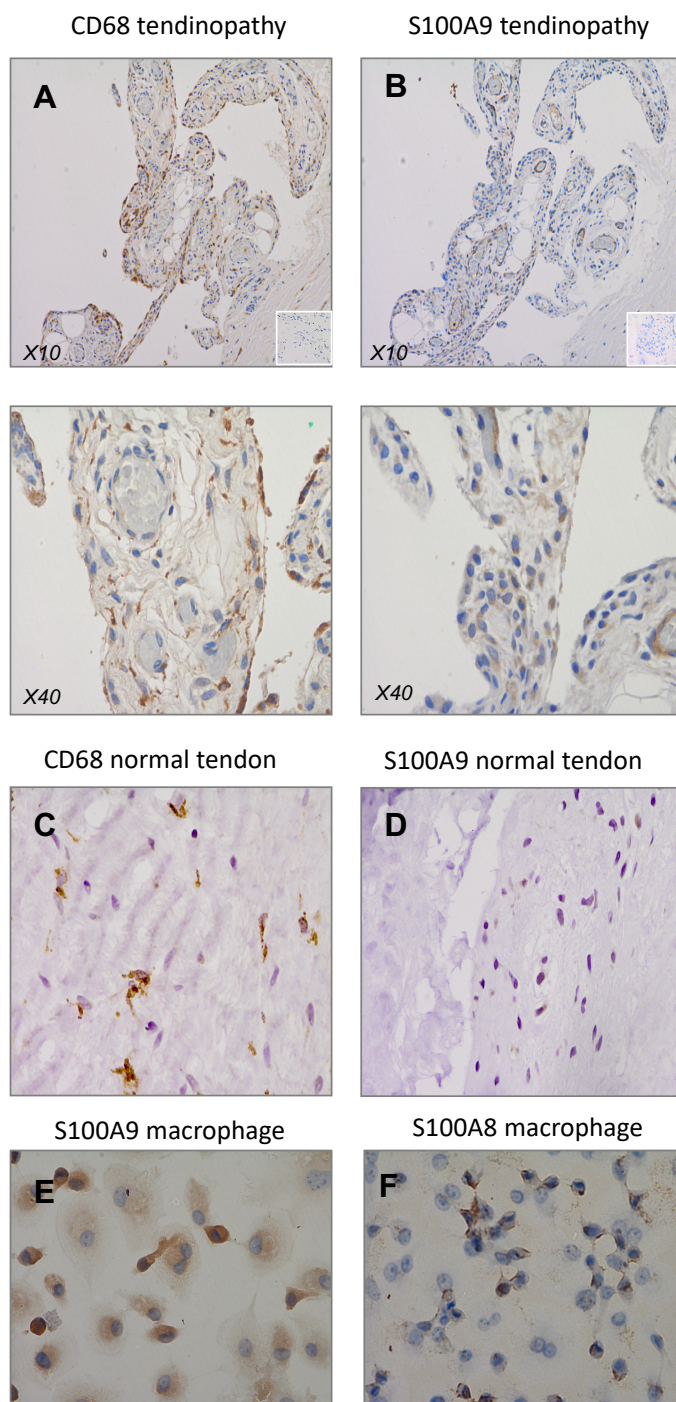 CD68 tendinopathy
S100A9 tendinopathy
A
B
X10
X10
X40
X40
CD68 normal tendon
S100A9 normal tendon
C
D
S100A9 macrophage
S100A8 macrophage
E
F